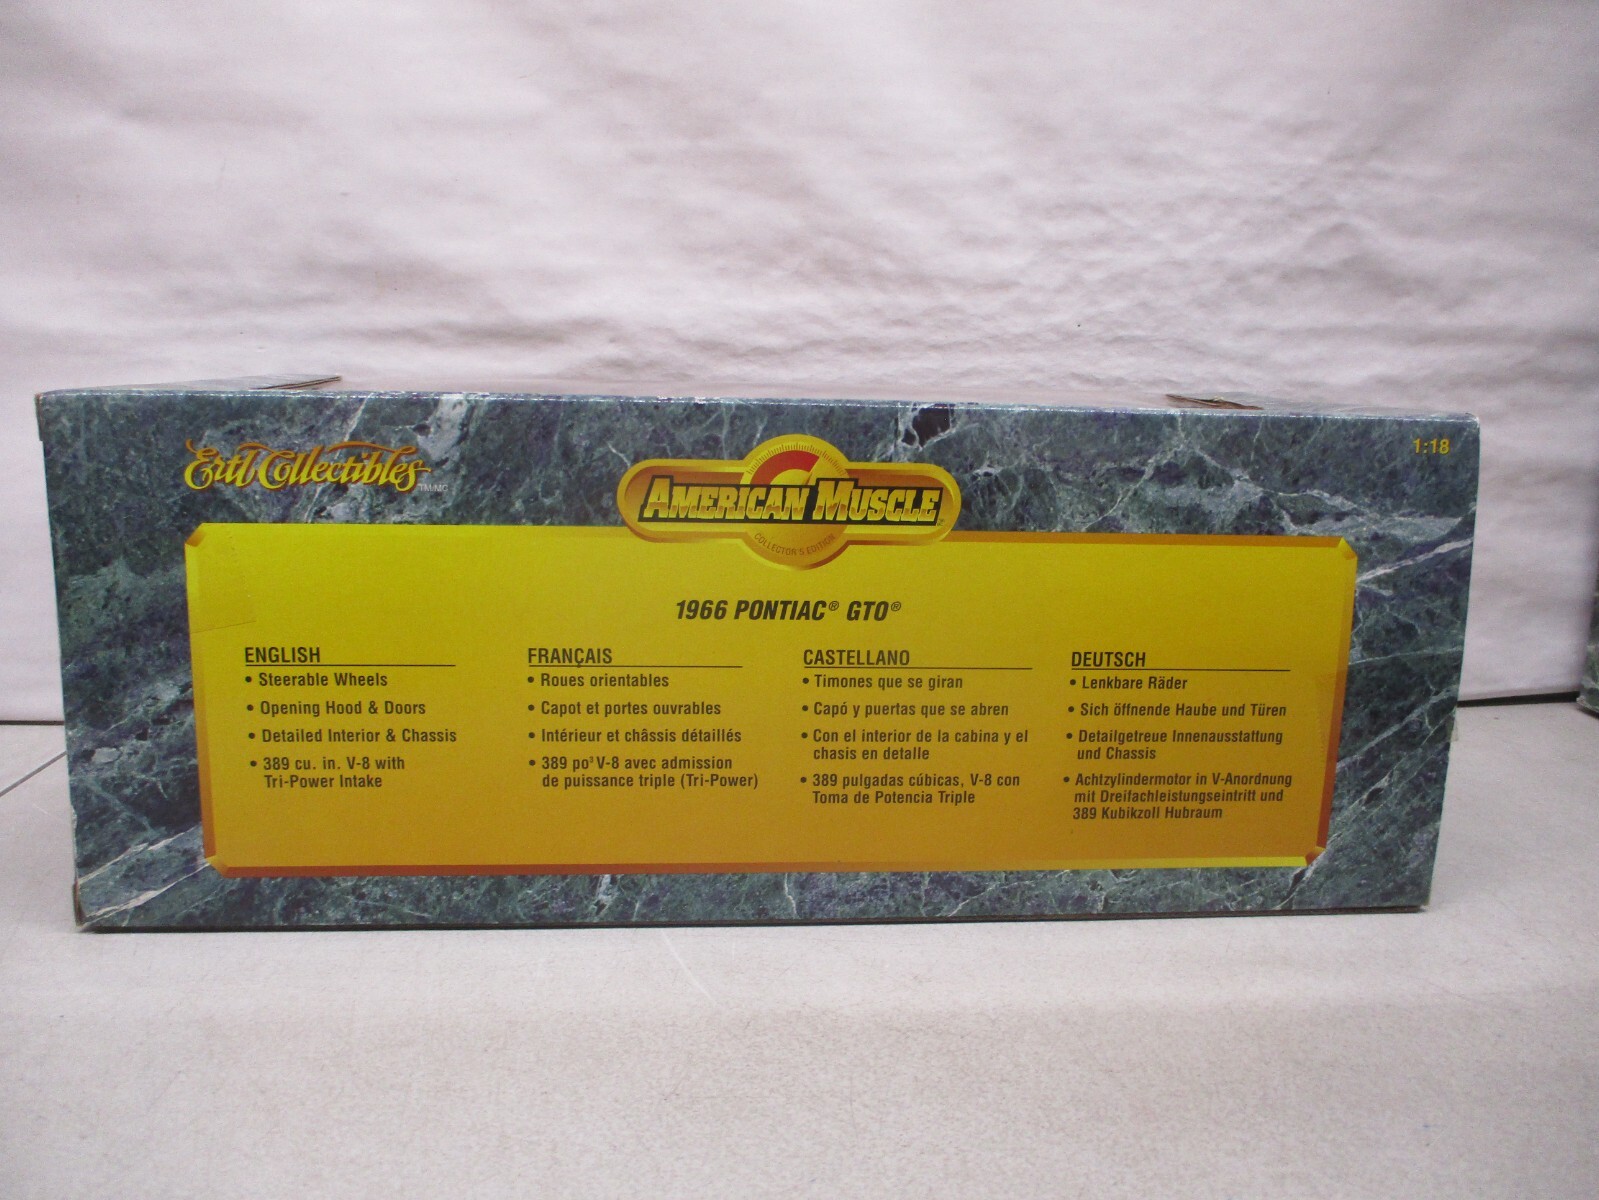 Ertl Collectibles TM/MC
1:18
AMERICAN MUSCLE
COLLECTOR'S EDITION
1966 PONTIAC® GTO®
ENGLISH
• Steerable Wheels
• Opening Hood & Doors
• Detailed Interior & Chassis
• 389 cu. in. V-8 with
Tri-Power Intake
FRANÇAIS
• Roues orientables
• Capot et portes ouvrables
• Intérieur et châssis détaillés
• 389 po³ V-8 avec admission
de puissance triple (Tri-Power)
CASTELLANO
• Timones que se giran
• Capó y puertas que se abren
• Con el interior de la cabina y el
chasis en detalle
• 389 pulgadas cúbicas, V-8 con
Toma de Potencia Triple
DEUTSCH
• Lenkbare Räder
• Sich öffnende Haube und Türen
• Detailgetreue Innenausstattung
und Chassis
• Achtzylindermotor in V-Anordnung
mit Dreifachleistungseintritt und
389 Kubikzoll Hubraum